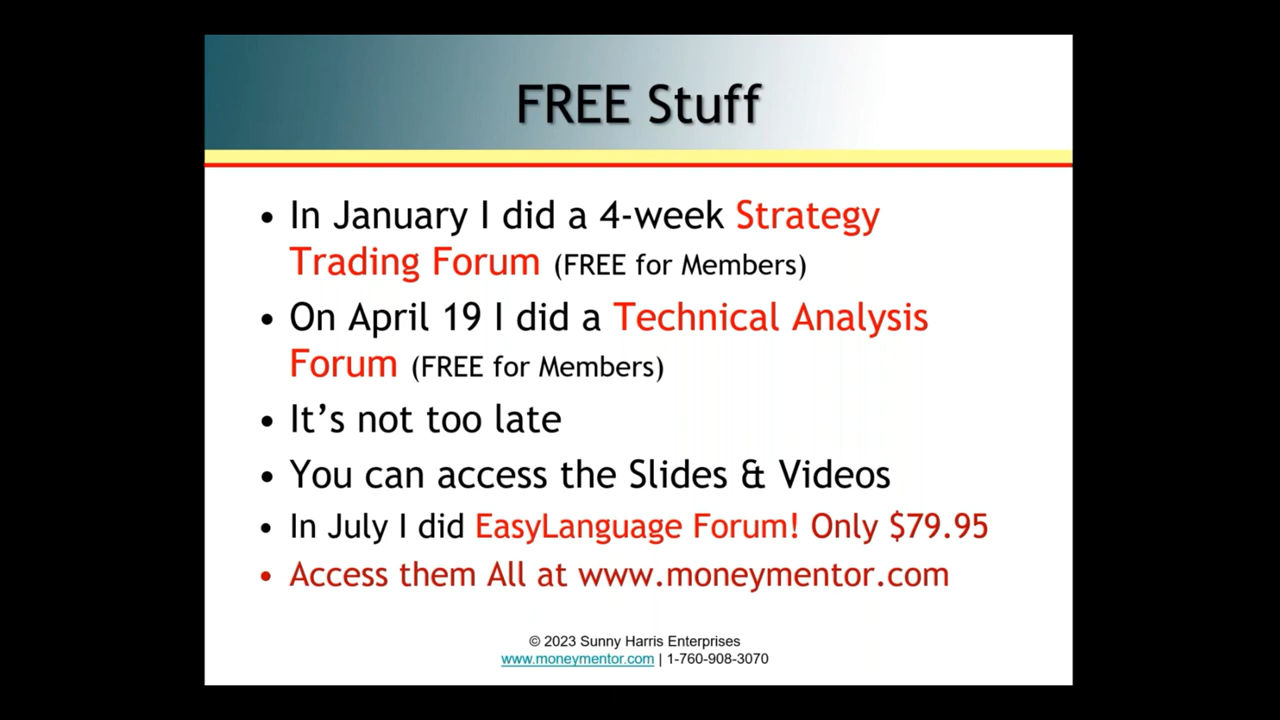 FREE Stuff
• In January I did a 4-week Strategy
Trading Forum (FREE for Members)
• On April 19 I did a Technical Analysis
Forum (FREE for Members)
• It’s not too late
• You can access the Slides & Videos
• In July I did EasyLanguage Forum! Only $79.95
• Access them All at www.moneymentor.com
© 2023 Sunny Harris Enterprises
www.moneymentor.com | 1-760-908-3070